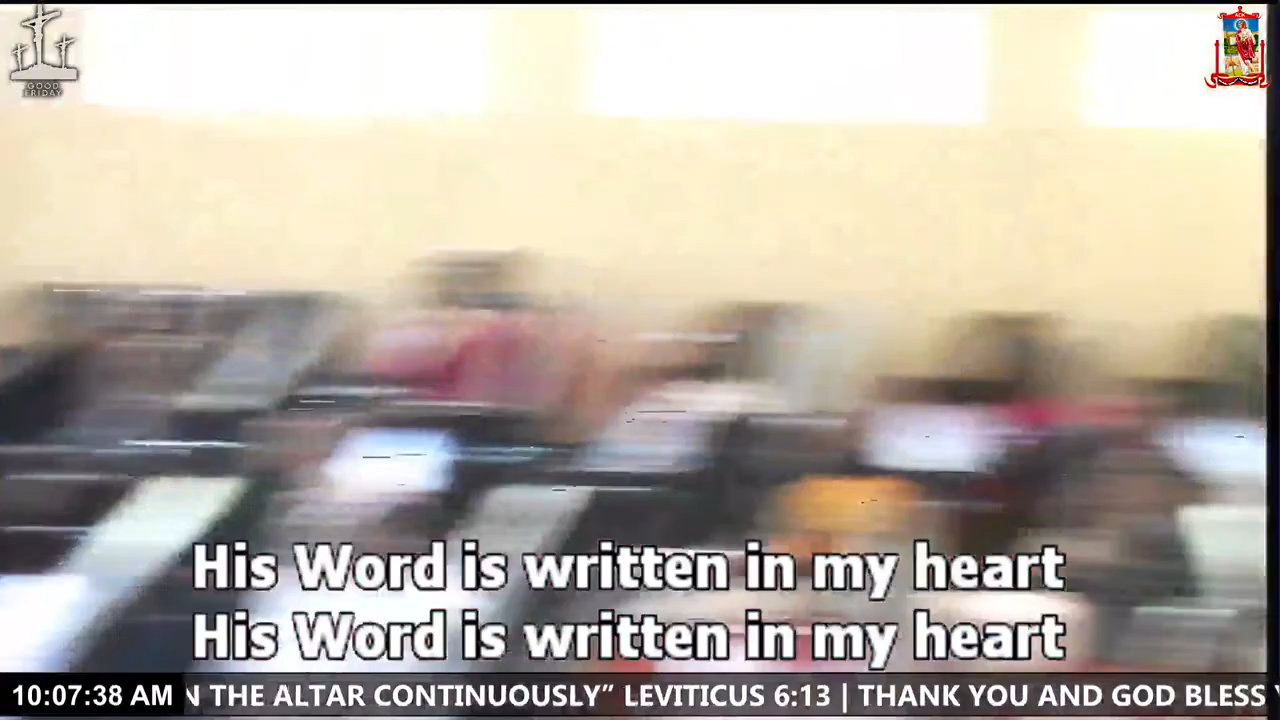 GOOD
FRIDAY
ACK
His Word is written in my heart
His Word is written in my heart
10:07:38 AM
N THE ALTAR CONTINUOUSLY” LEVITICUS 6:13 | THANK YOU AND GOD BLESS